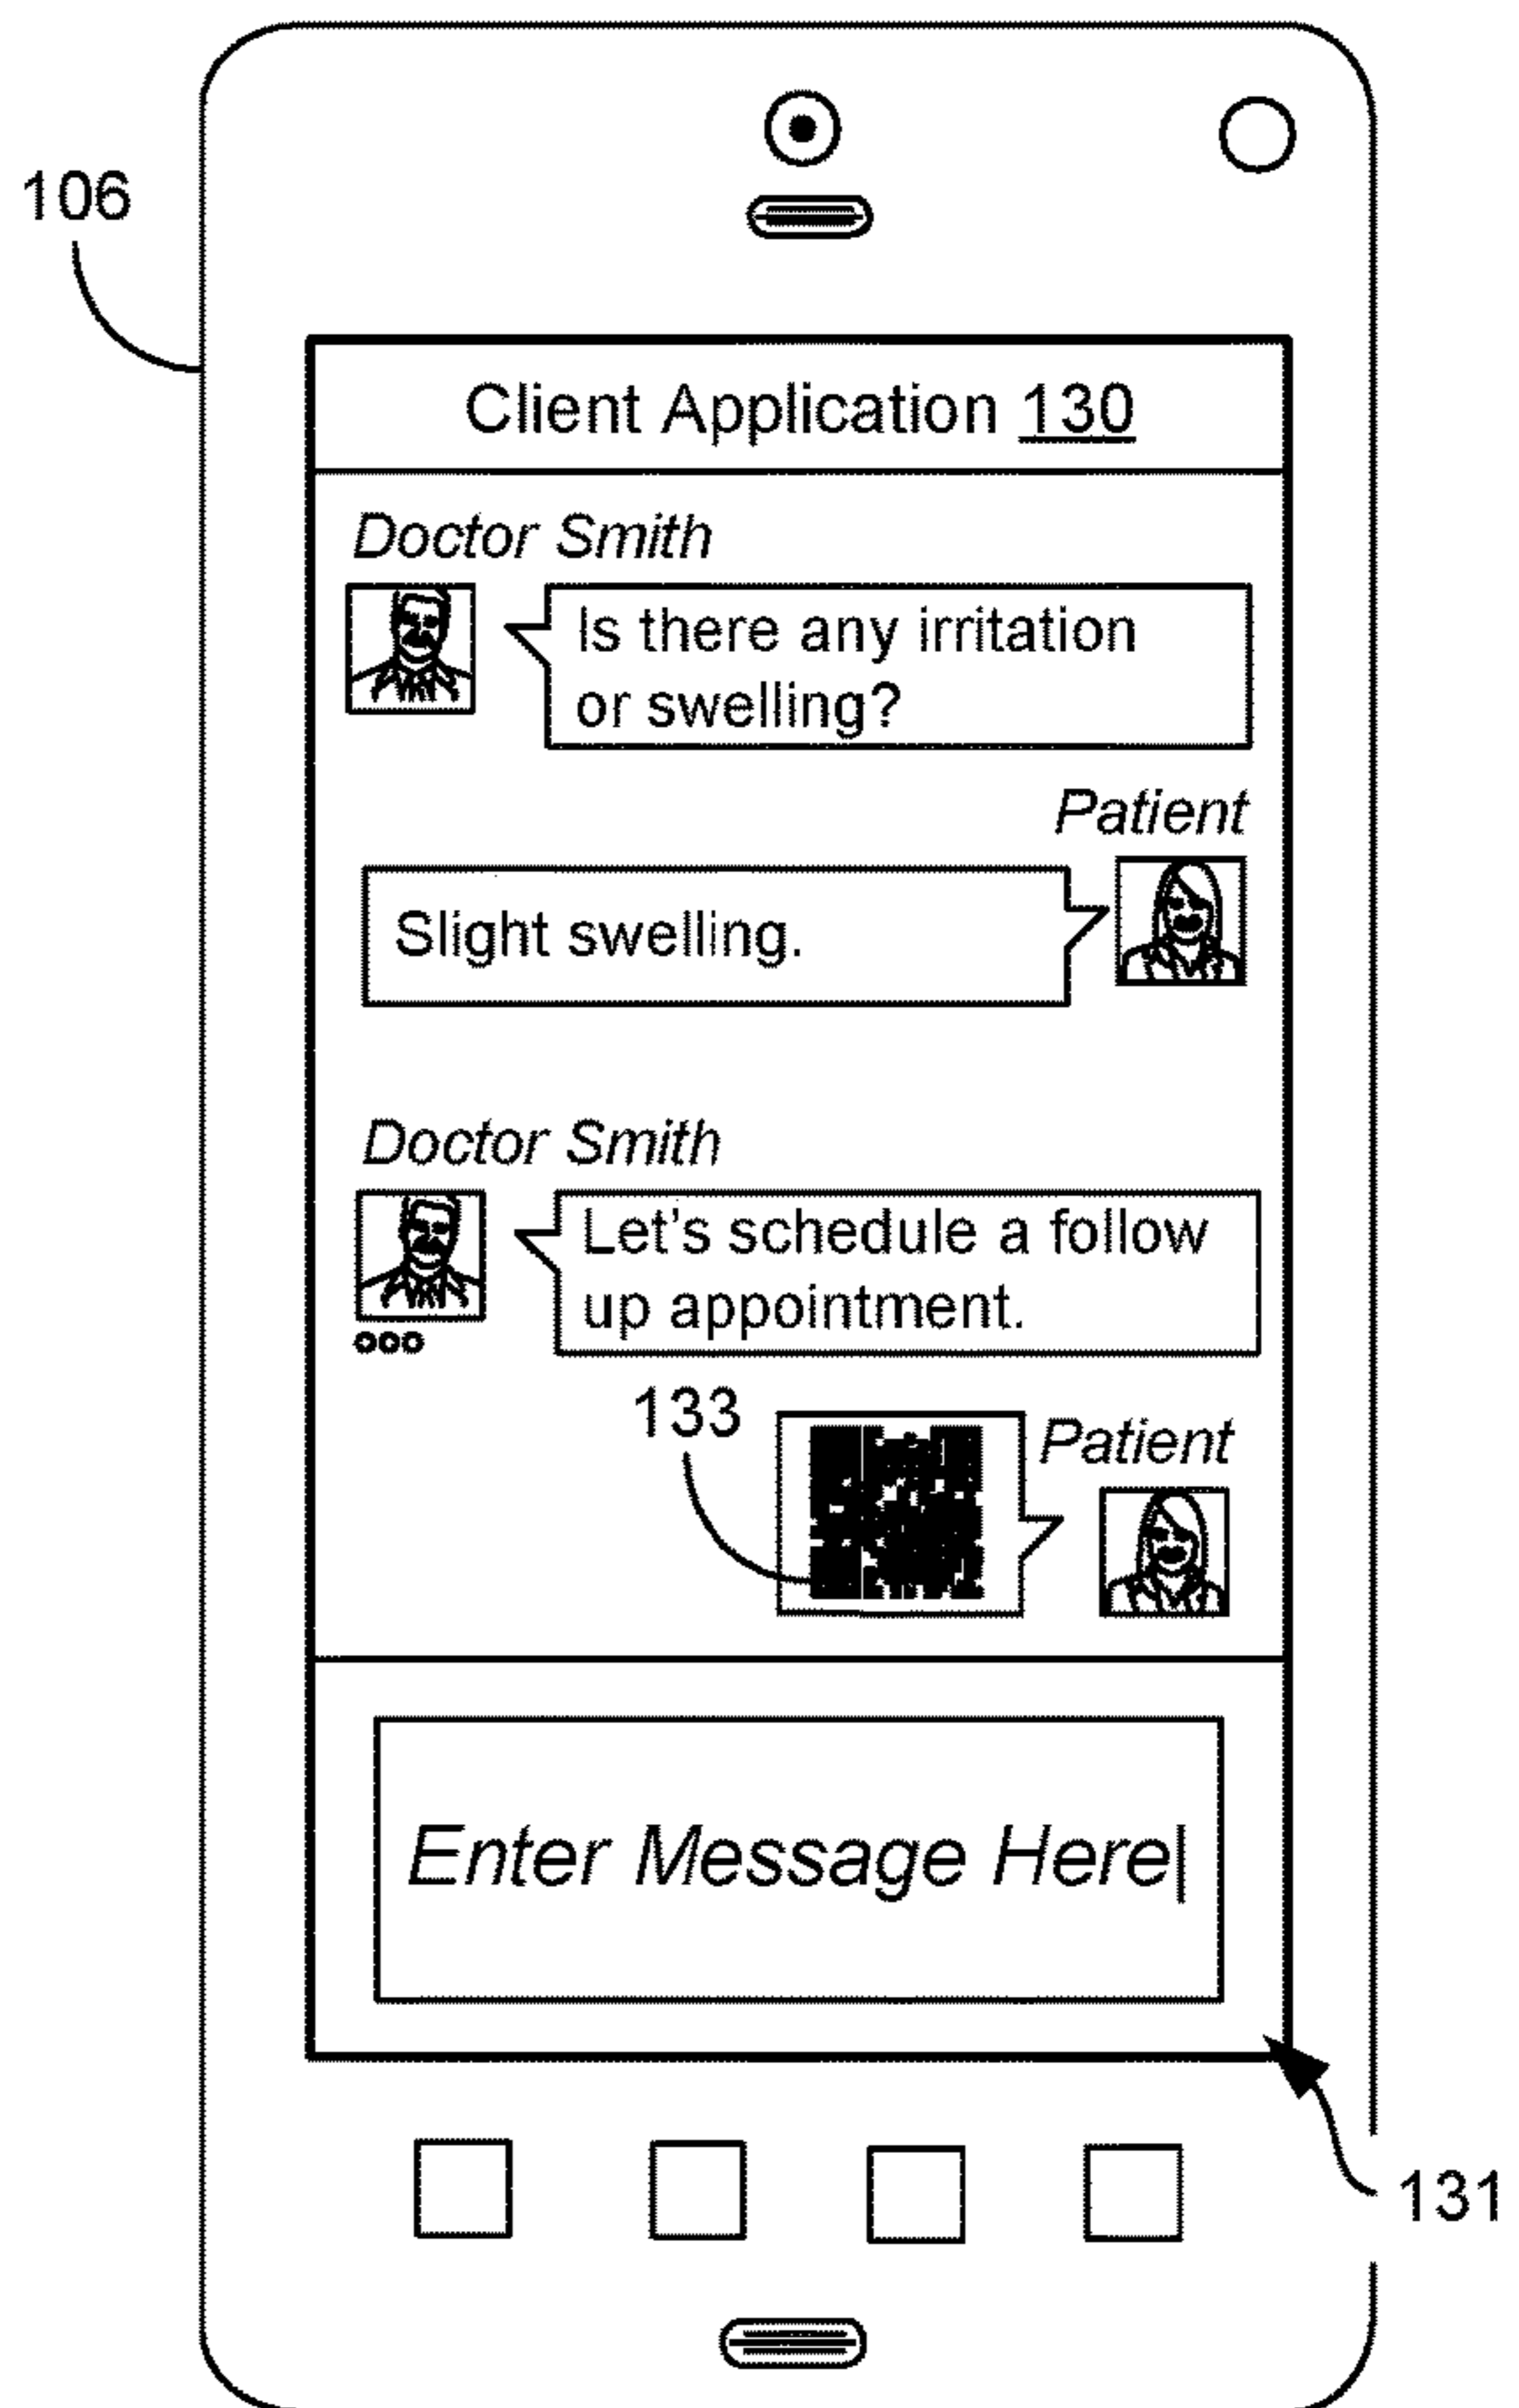 106
Client Application 130
Doctor Smith
Is there any irritation
or swelling?
Patient
Slight swelling.
Doctor Smith
Let's schedule a follow
up appointment.
133
Patient
Enter Message Here
131